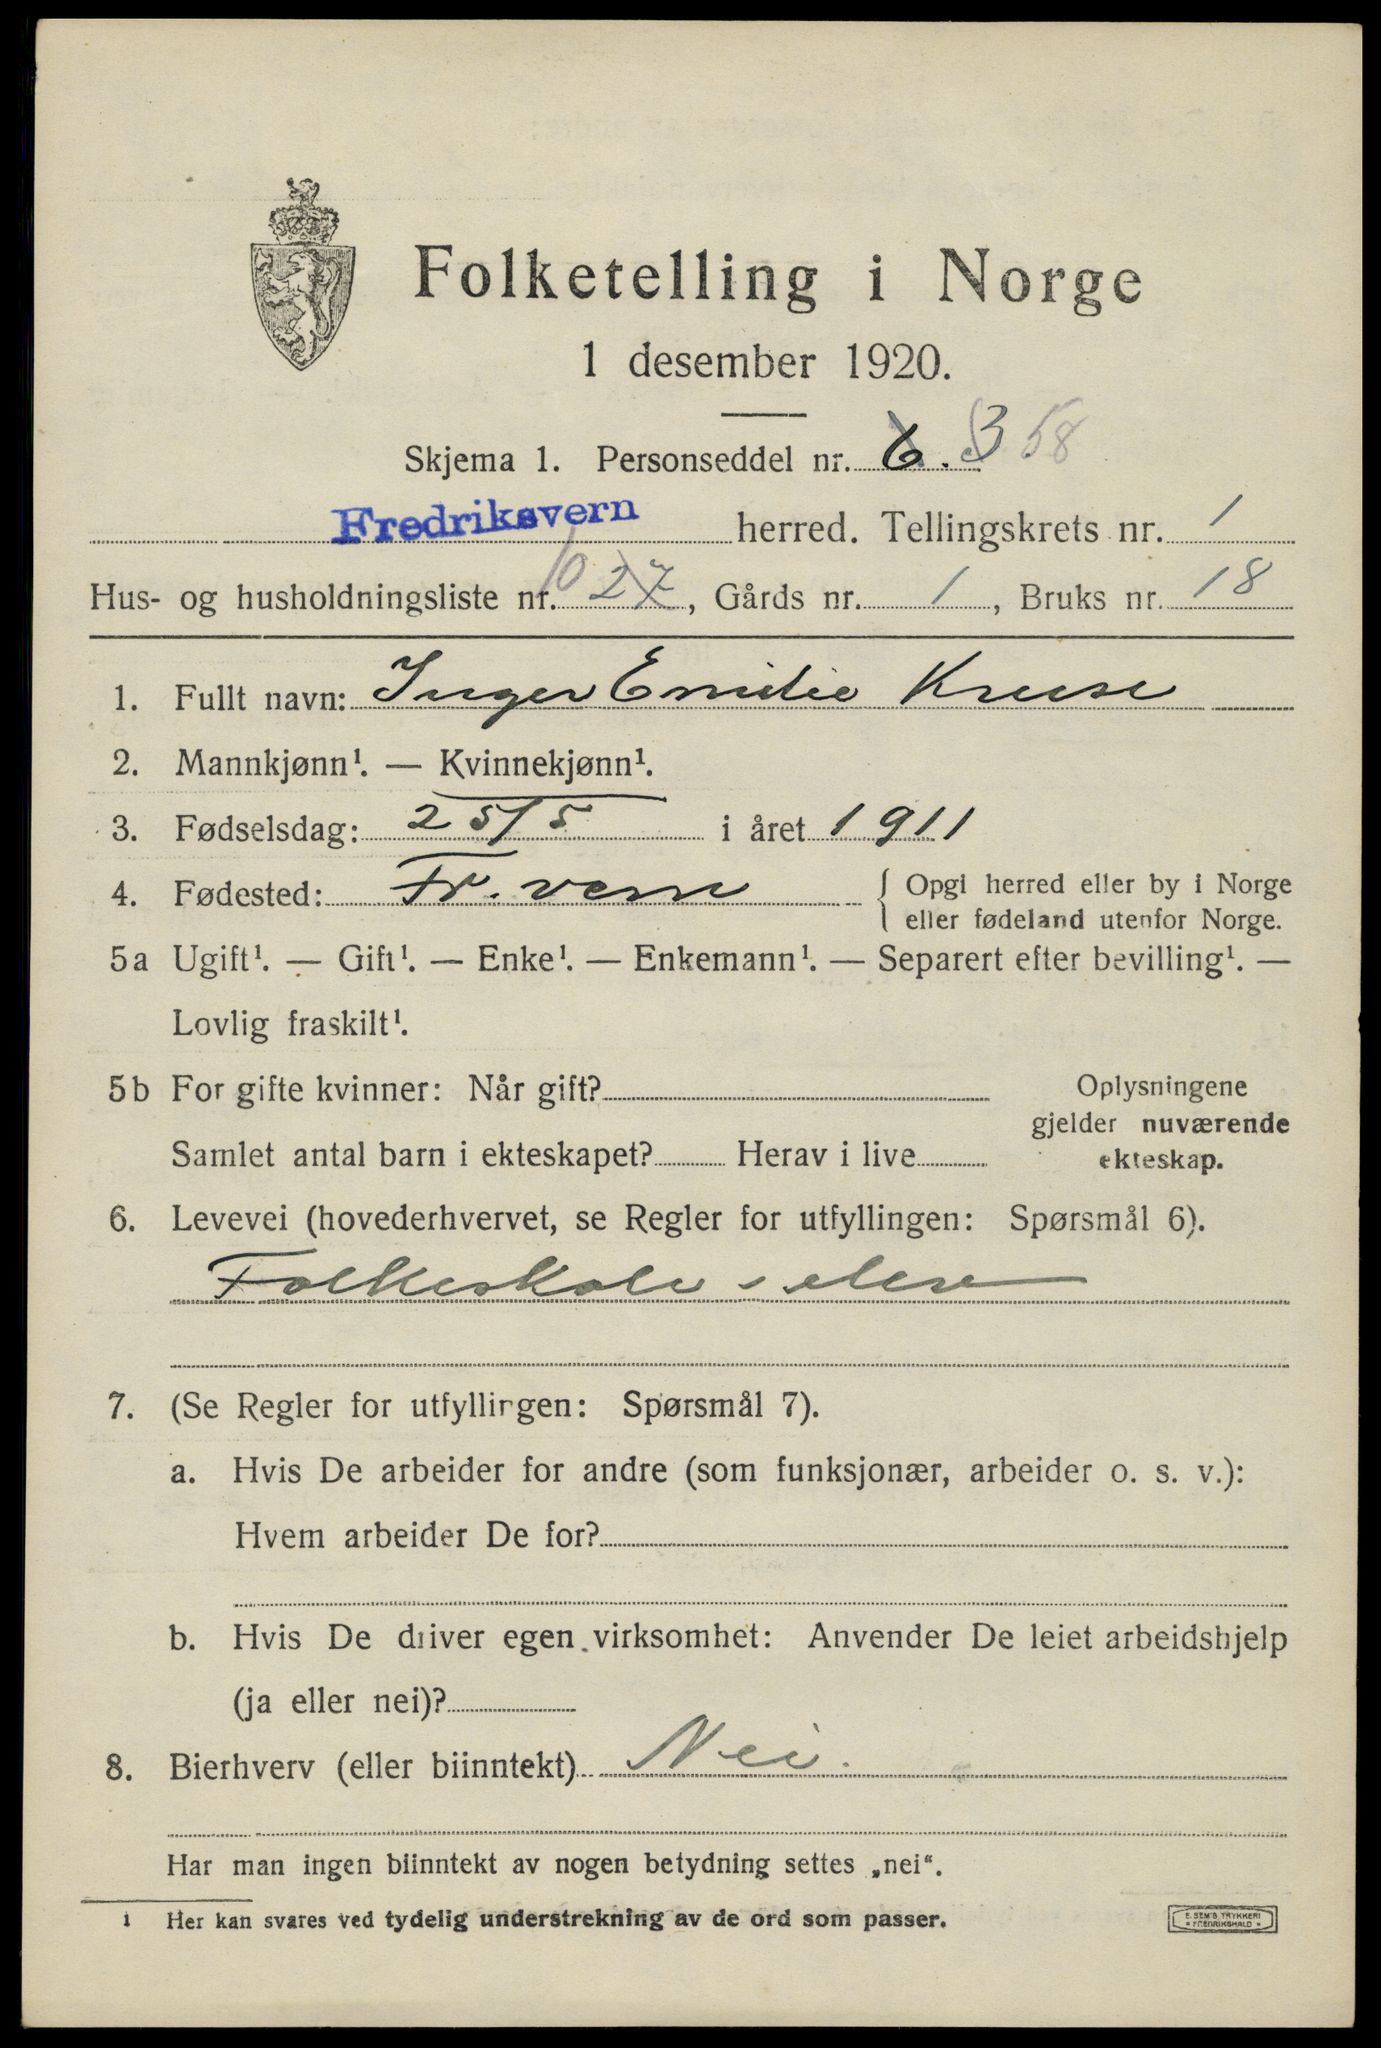 Folketelling i Norge
1 desember 1920.
Skjema 1. Personseddel nr. 6. 3 58
Fredriksvern herred. Tellingskrets nr. 1
Hus- og husholdningsliste nr. 10 27, Gårds nr. 1, Bruks nr. 18
1. Fullt navn: Inger Emilie Kruse
2. Mannkjønn¹. — Kvinnekjønn¹.
3. Fødselsdag: 25/5 i året 1911
4. Fødested: Fr. vern { Opgi herred eller by i Norge
eller fødeland utenfor Norge.
5a Ugift¹. — Gift¹. — Enke¹. — Enkemann¹. — Separert efter bevilling¹. —
Lovlig fraskilt¹.
5b For gifte kvinner: Når gift?
Samlet antal barn i ekteskapet? Herav i live
Oplysningene
gjelder nuværende
ekteskap.
6. Levevei (hovederhvervet, se Regler for utfyllingen: Spørsmål 6).
Folkeskole-elev
7. (Se Regler for utfyllingen: Spørsmål 7).
a. Hvis De arbeider for andre (som funksjonær, arbeider o. s. v.):
Hvem arbeider De for?
b. Hvis De driver egen virksomhet: Anvender De leiet arbeidshjelp
(ja eller nei)?
8. Bierhverv (eller biinntekt) Nei.
Har man ingen biinntekt av nogen betydning settes „nei“.
1 Her kan svares ved tydelig understrekning av de ord som passer.
E. SEM'S TRYKKERI
* FREDRIKSHALD *